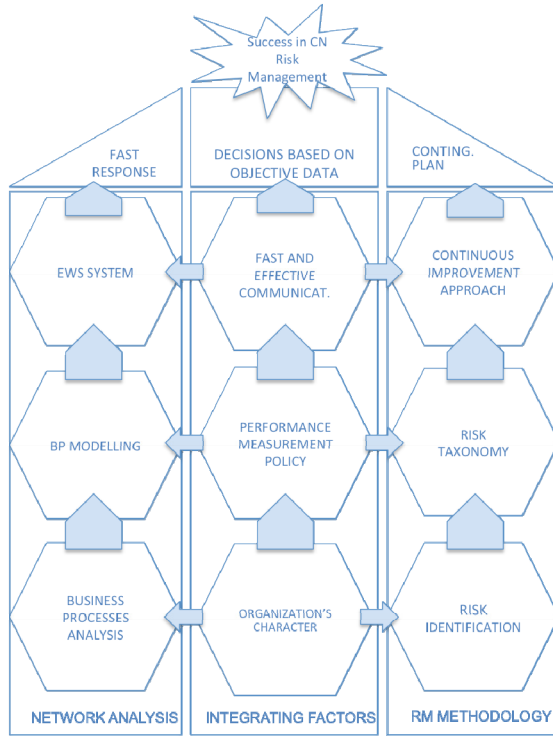 Success in CN
Risk
Management
FAST
RESPONSE
DECISIONS BASED ON
OBJECTIVE DATA
CONTING.
PLAN
EWS SYSTEM
FAST AND
EFFECTIVE
COMMUNICAT.
CONTINUOUS
IMPROVEMENT
APPROACH
BP MODELLING
PERFORMANCE
MEASUREMENT
POLICY
RISK
TAXONOMY
BUSINESS
PROCESSES
ANALYSIS
ORGANIZATION'S
CHARACTER
RISK
IDENTIFICATION
NETWORK ANALYSIS
INTEGRATING FACTORS
RM METHODOLOGY